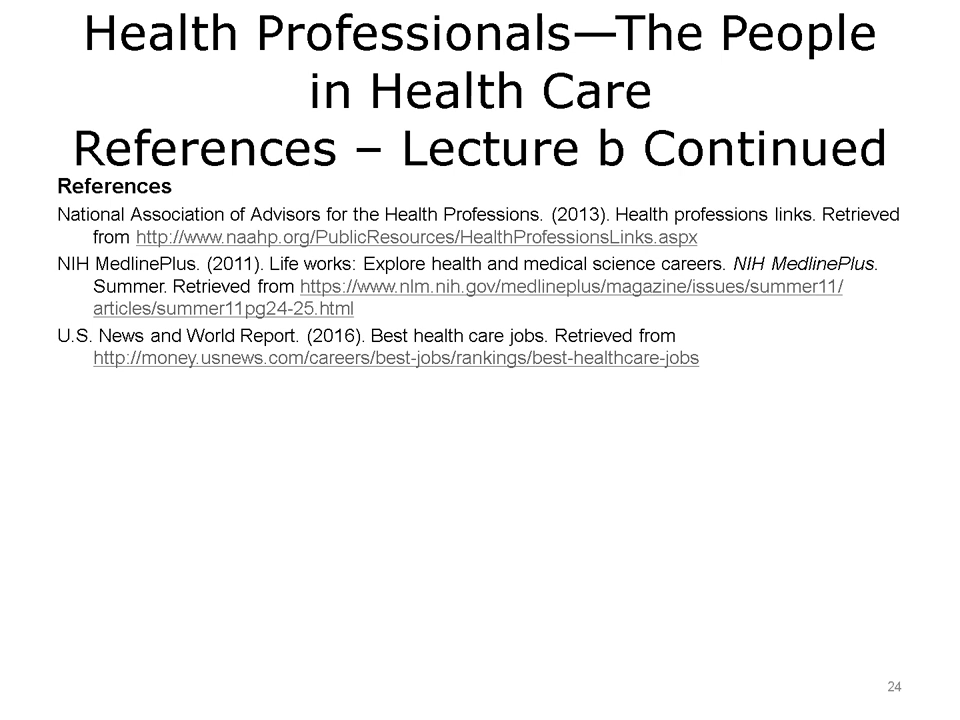 Health Professionals—The People
in Health Care
References – Lecture b Continued
References
National Association of Advisors for the Health Professions. (2013). Health professions links. Retrieved
from http://www.naahp.org/PublicResources/HealthProfessionsLinks.aspx
NIH MedlinePlus. (2011). Life works: Explore health and medical science careers. NIH MedlinePlus.
Summer. Retrieved from https://www.nlm.nih.gov/medlineplus/magazine/issues/summer11/
articles/summer11pg24-25.html
U.S. News and World Report. (2016). Best health care jobs. Retrieved from
http://money.usnews.com/careers/best-jobs/rankings/best-healthcare-jobs
24